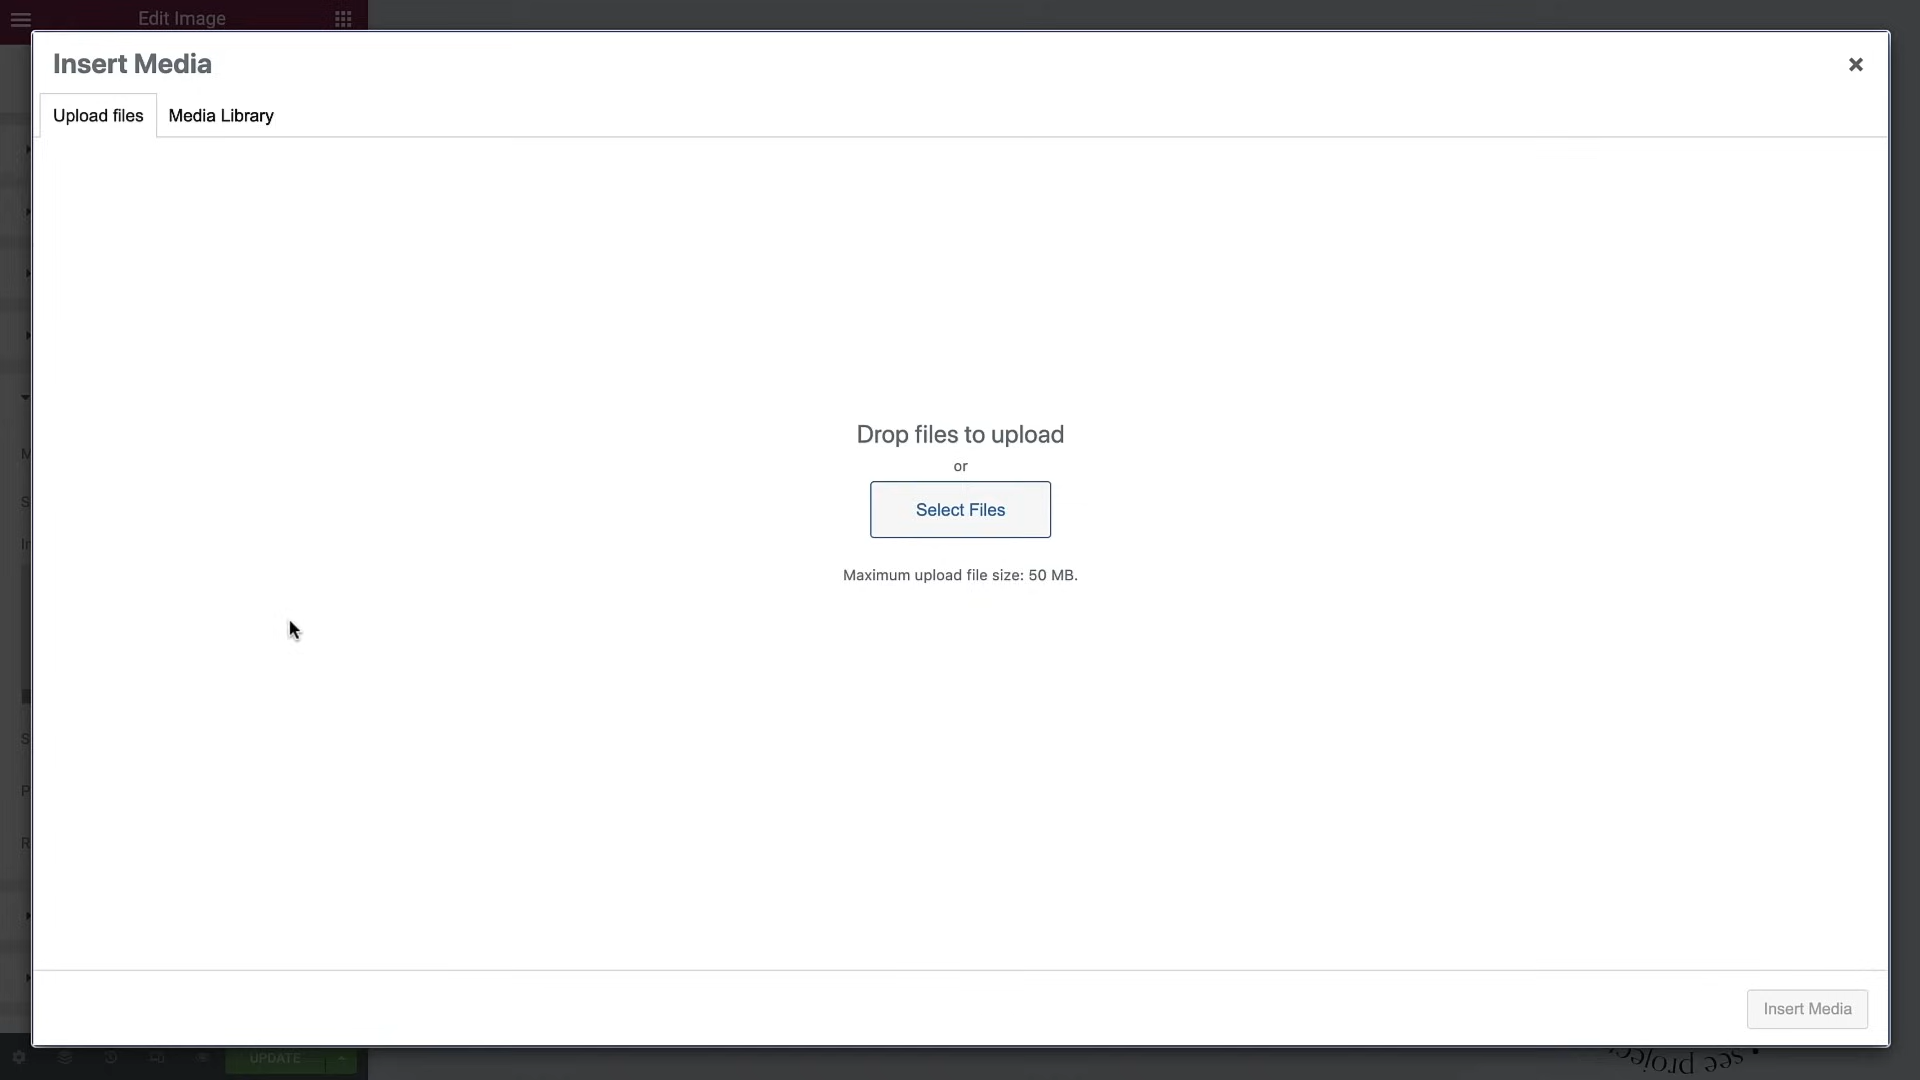 Edit Image
Insert Media
Upload files
Media Library
Drop files to upload
or
Select Files
Maximum upload file size: 50 MB.
Insert Media
UPDATE